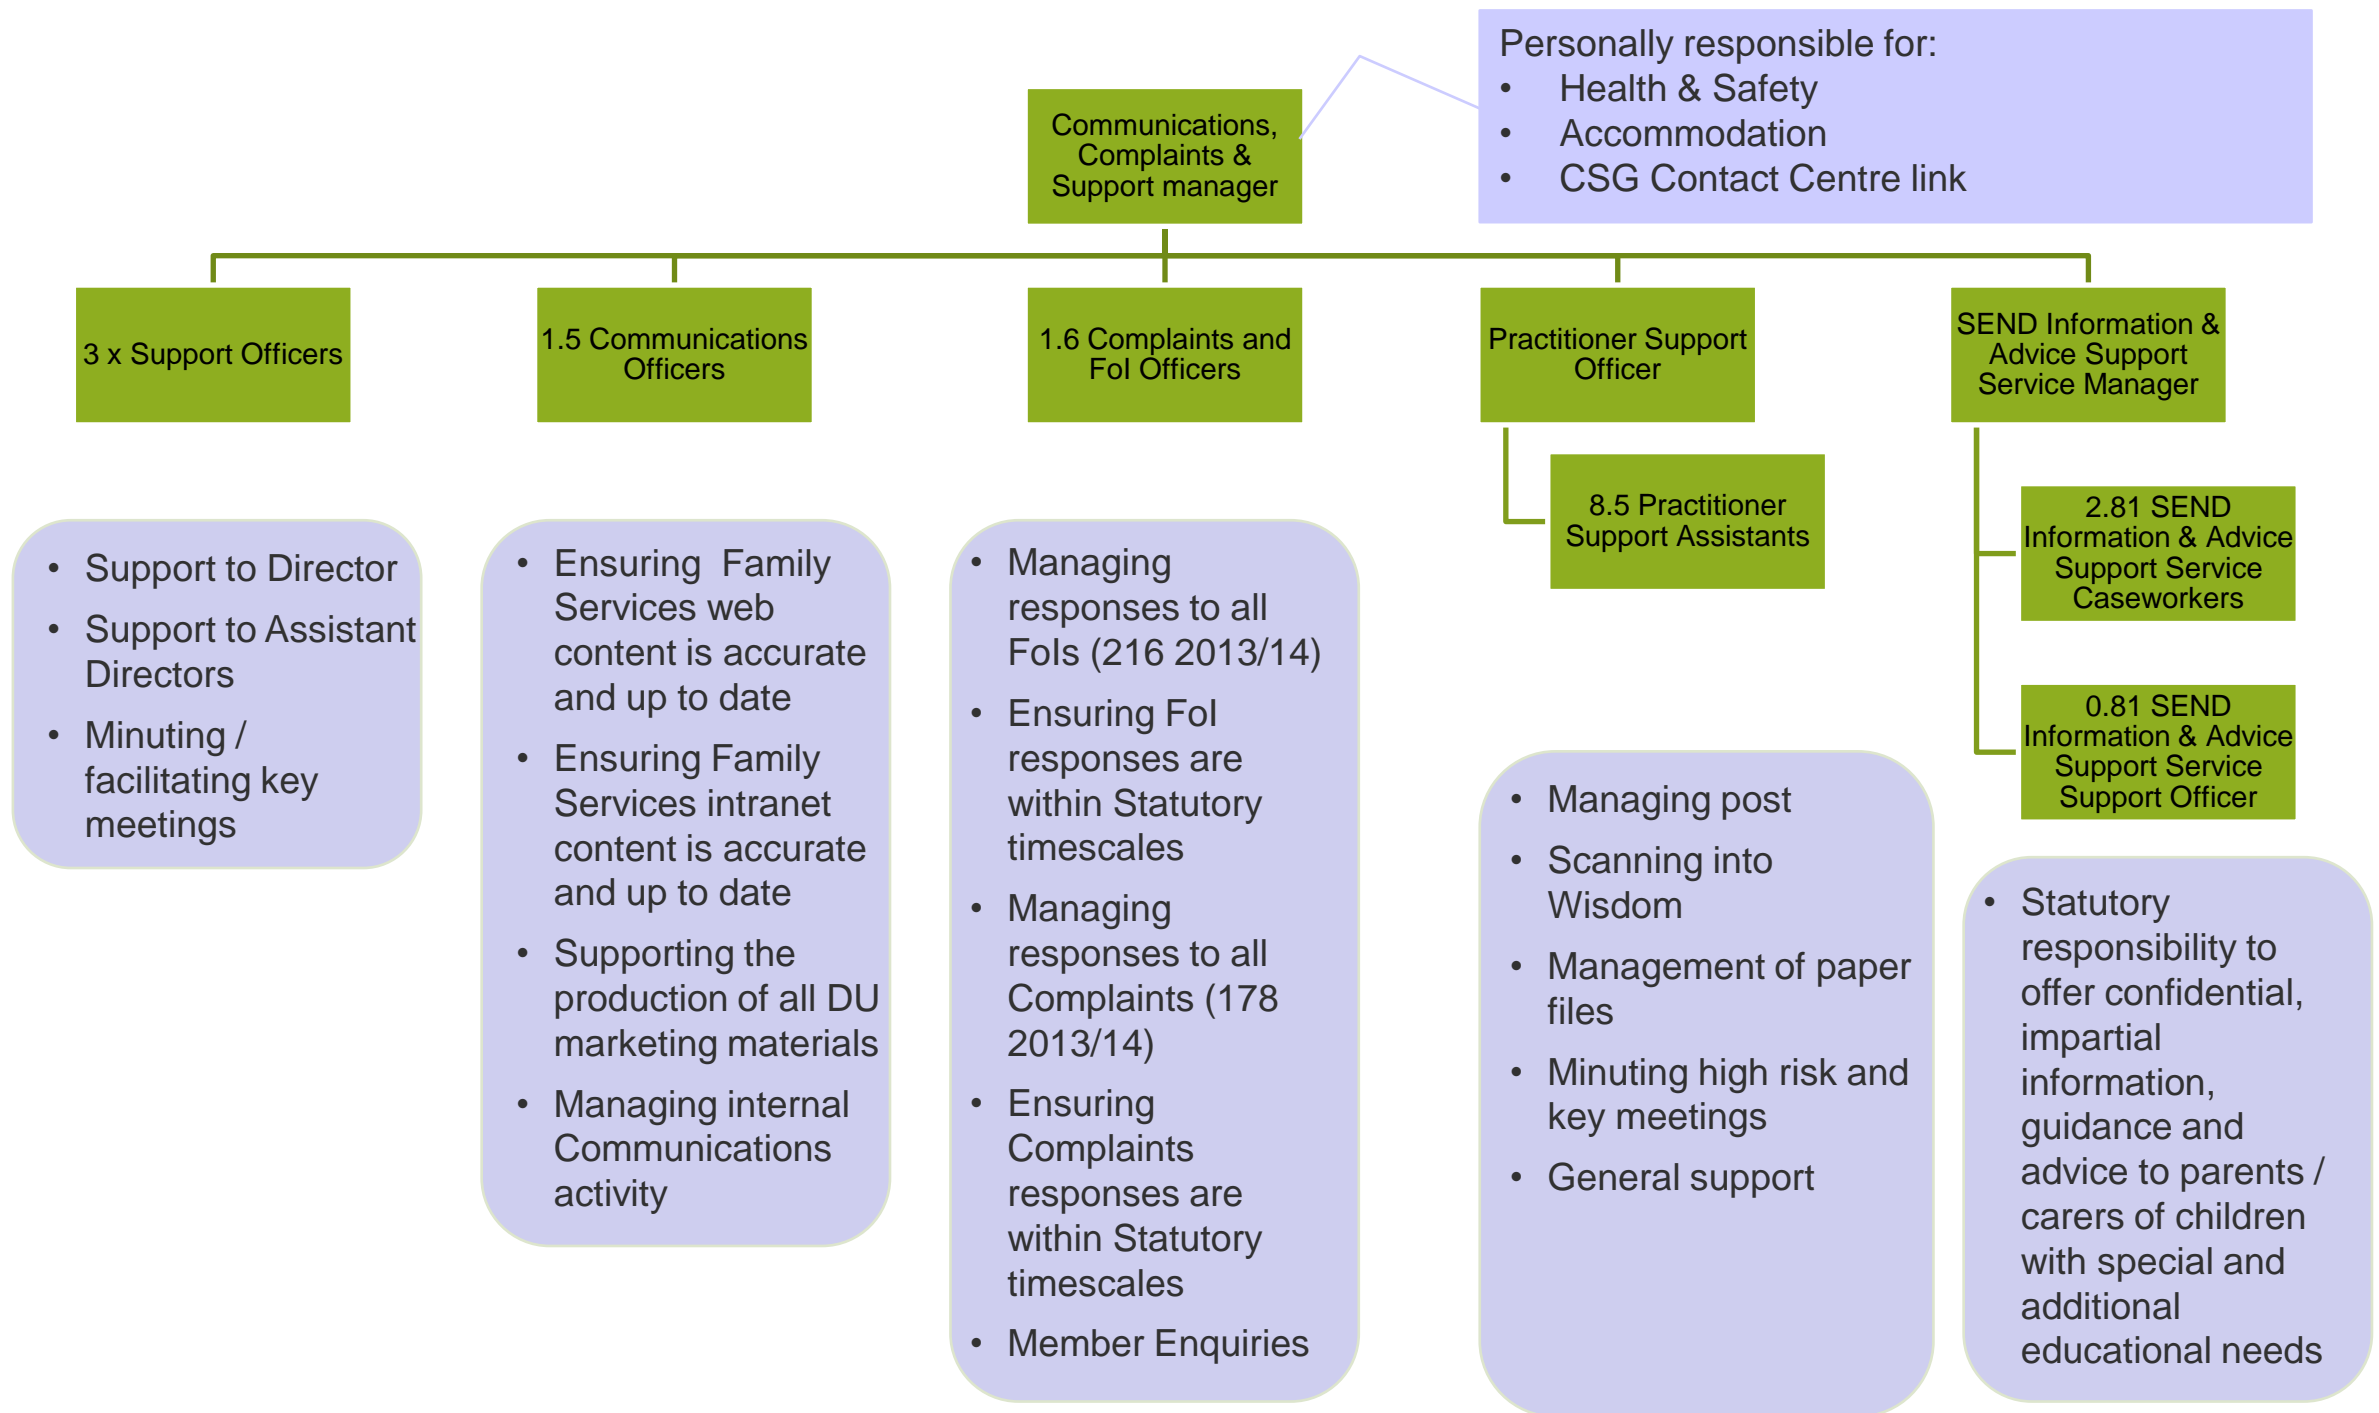 Personally responsible for:
• Health & Safety
• Accommodation
• CSG Contact Centre link
Communications,
Complaints &
Support manager
3 x Support Officers
1.5 Communications
Officers
1.6 Complaints and
FoI Officers
Practitioner Support
Officer
SEND Information &
Advice Support
Service Manager
8.5 Practitioner
Support Assistants
2.81 SEND
Information & Advice
Support Service
Caseworkers
0.81 SEND
Information & Advice
Support Service
Support Officer
• Support to Director
• Support to Assistant
Directors
• Minuting /
facilitating key
meetings
• Ensuring  Family
Services web
content is accurate
and up to date
• Ensuring Family
Services intranet
content is accurate
and up to date
• Supporting the
production of all DU
marketing materials
• Managing internal
Communications
activity
• Managing
responses to all
FoIs (216 2013/14)
• Ensuring FoI
responses are
within Statutory
timescales
• Managing
responses to all
Complaints (178
2013/14)
• Ensuring
Complaints
responses are
within Statutory
timescales
• Member Enquiries
• Managing post
• Scanning into
Wisdom
• Management of paper
files
• Minuting high risk and
key meetings
• General support
• Statutory
responsibility to
offer confidential,
impartial
information,
guidance and
advice to parents /
carers of children
with special and
additional
educational needs